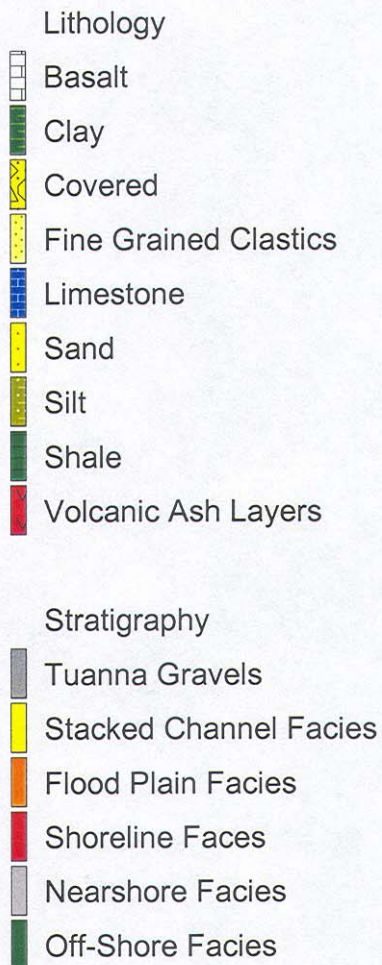 Lithology
Basalt
Clay
Covered
Fine Grained Clastics
Limestone
Sand
Silt
Shale
Volcanic Ash Layers
Stratigraphy
Tuanna Gravels
Stacked Channel Facies
Flood Plain Facies
Shoreline Faces
Nearshore Facies
Off-Shore Facies